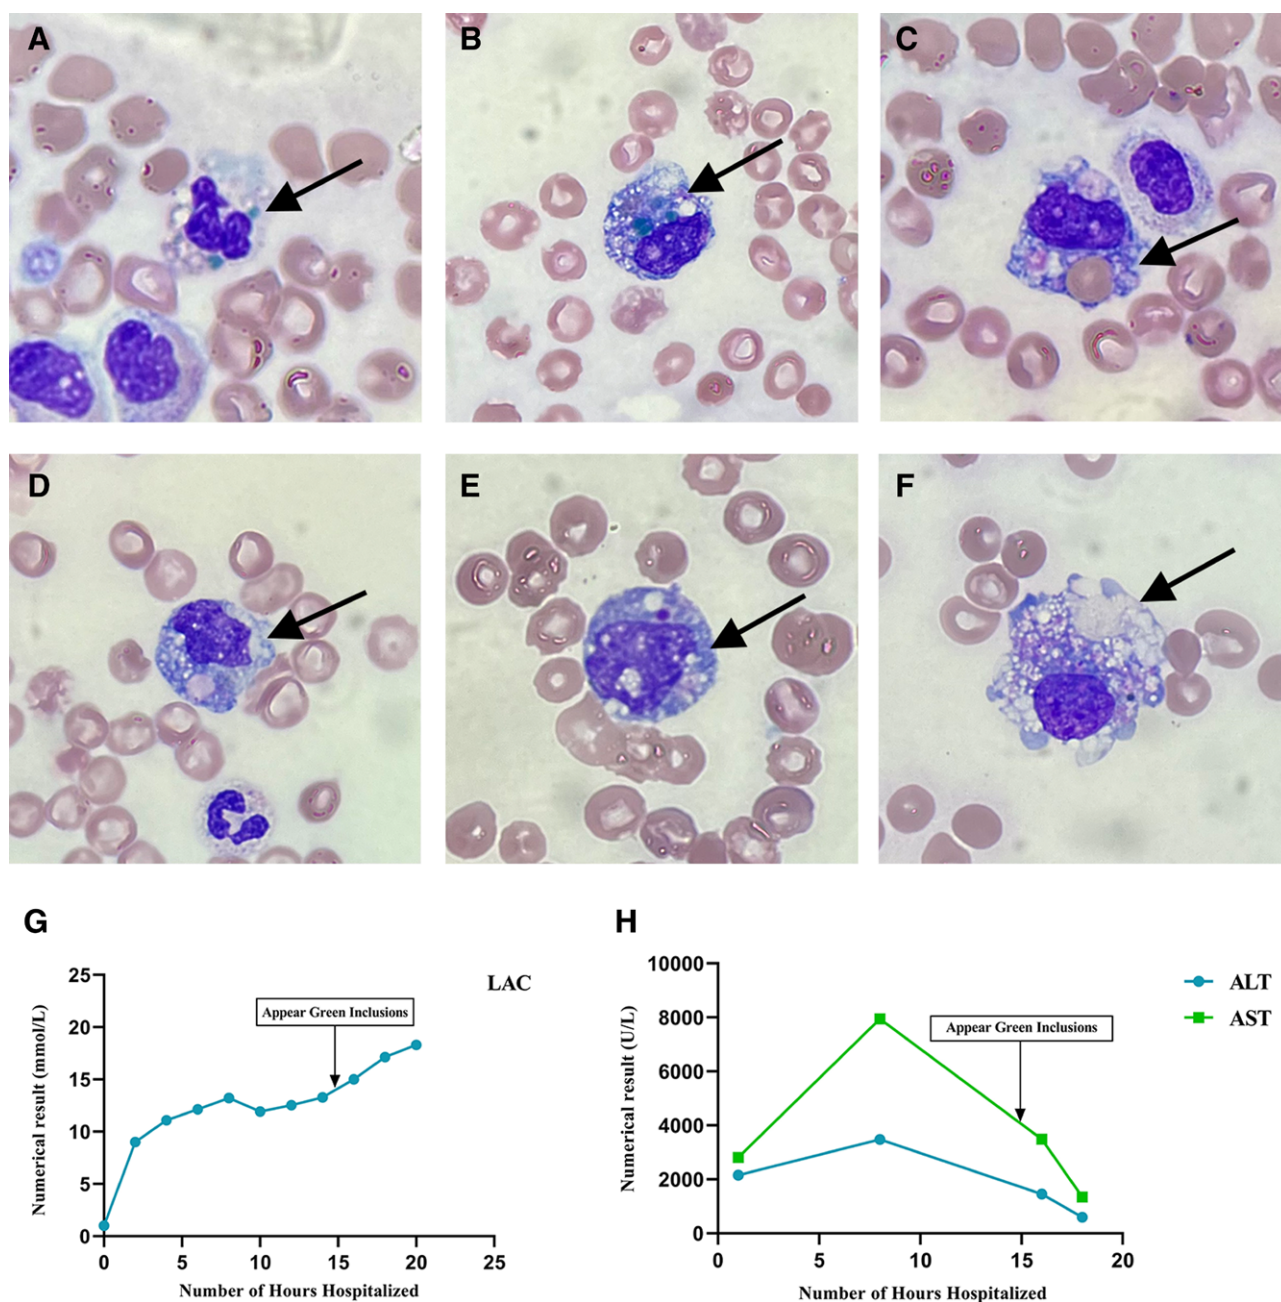 A
B
C
D
E
F
G
H
LAC
25
20
15
10
5
0
0 5 10 15 20 25
Numerical result (mmol/L)
Number of Hours Hospitalized
Appear Green Inclusions
10000
8000
6000
4000
2000
0
0 5 10 15 20
Numerical result (U/L)
Number of Hours Hospitalized
Appear Green Inclusions
ALT
AST